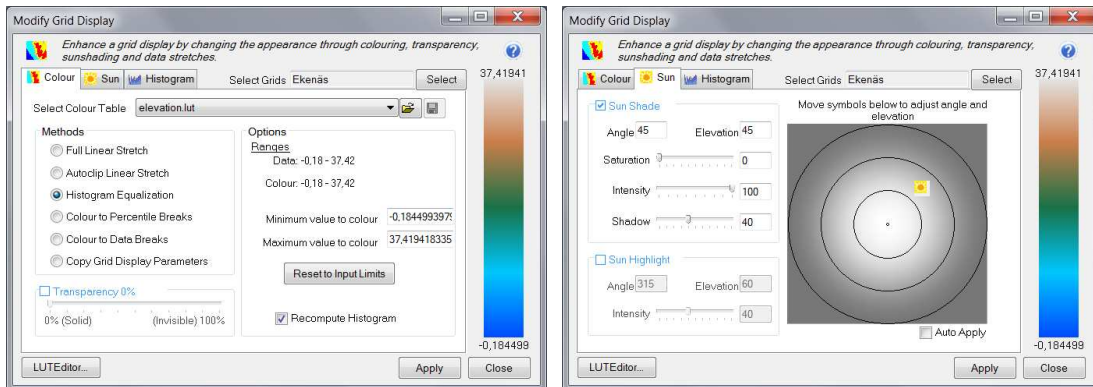 Modify Grid Display
Enhance a grid display by changing the appearance through colouring, transparency,
sunshading and data stretches.
Colour Sun Histogram Select Grids Ekenäs Select
37,41941
Select Colour Table elevation.lut
Methods
Full Linear Stretch
Autoclip Linear Stretch
Histogram Equalization
Colour to Percentile Breaks
Colour to Data Breaks
Copy Grid Display Parameters
Transparency 0%
0% (Solid) (Invisible) 100%
Options
Ranges
Data: -0,18 - 37,42
Colour: -0,18 - 37,42
Minimum value to colour -0,184499397
Maximum value to colour 37,419418335
Reset to Input Limits
Recompute Histogram
-0,184499
LUTEditor... Apply Close
Modify Grid Display
Enhance a grid display by changing the appearance through colouring, transparency,
sunshading and data stretches.
Colour Sun Histogram Select Grids Ekenäs Select
37,41941
Sun Shade
Angle 45 Elevation 45
Saturation 0
Intensity 100
Shadow 40
Sun Highlight
Angle 315 Elevation 60
Intensity 40
Move symbols below to adjust angle and
elevation
Auto Apply
-0,184499
LUTEditor... Apply Close